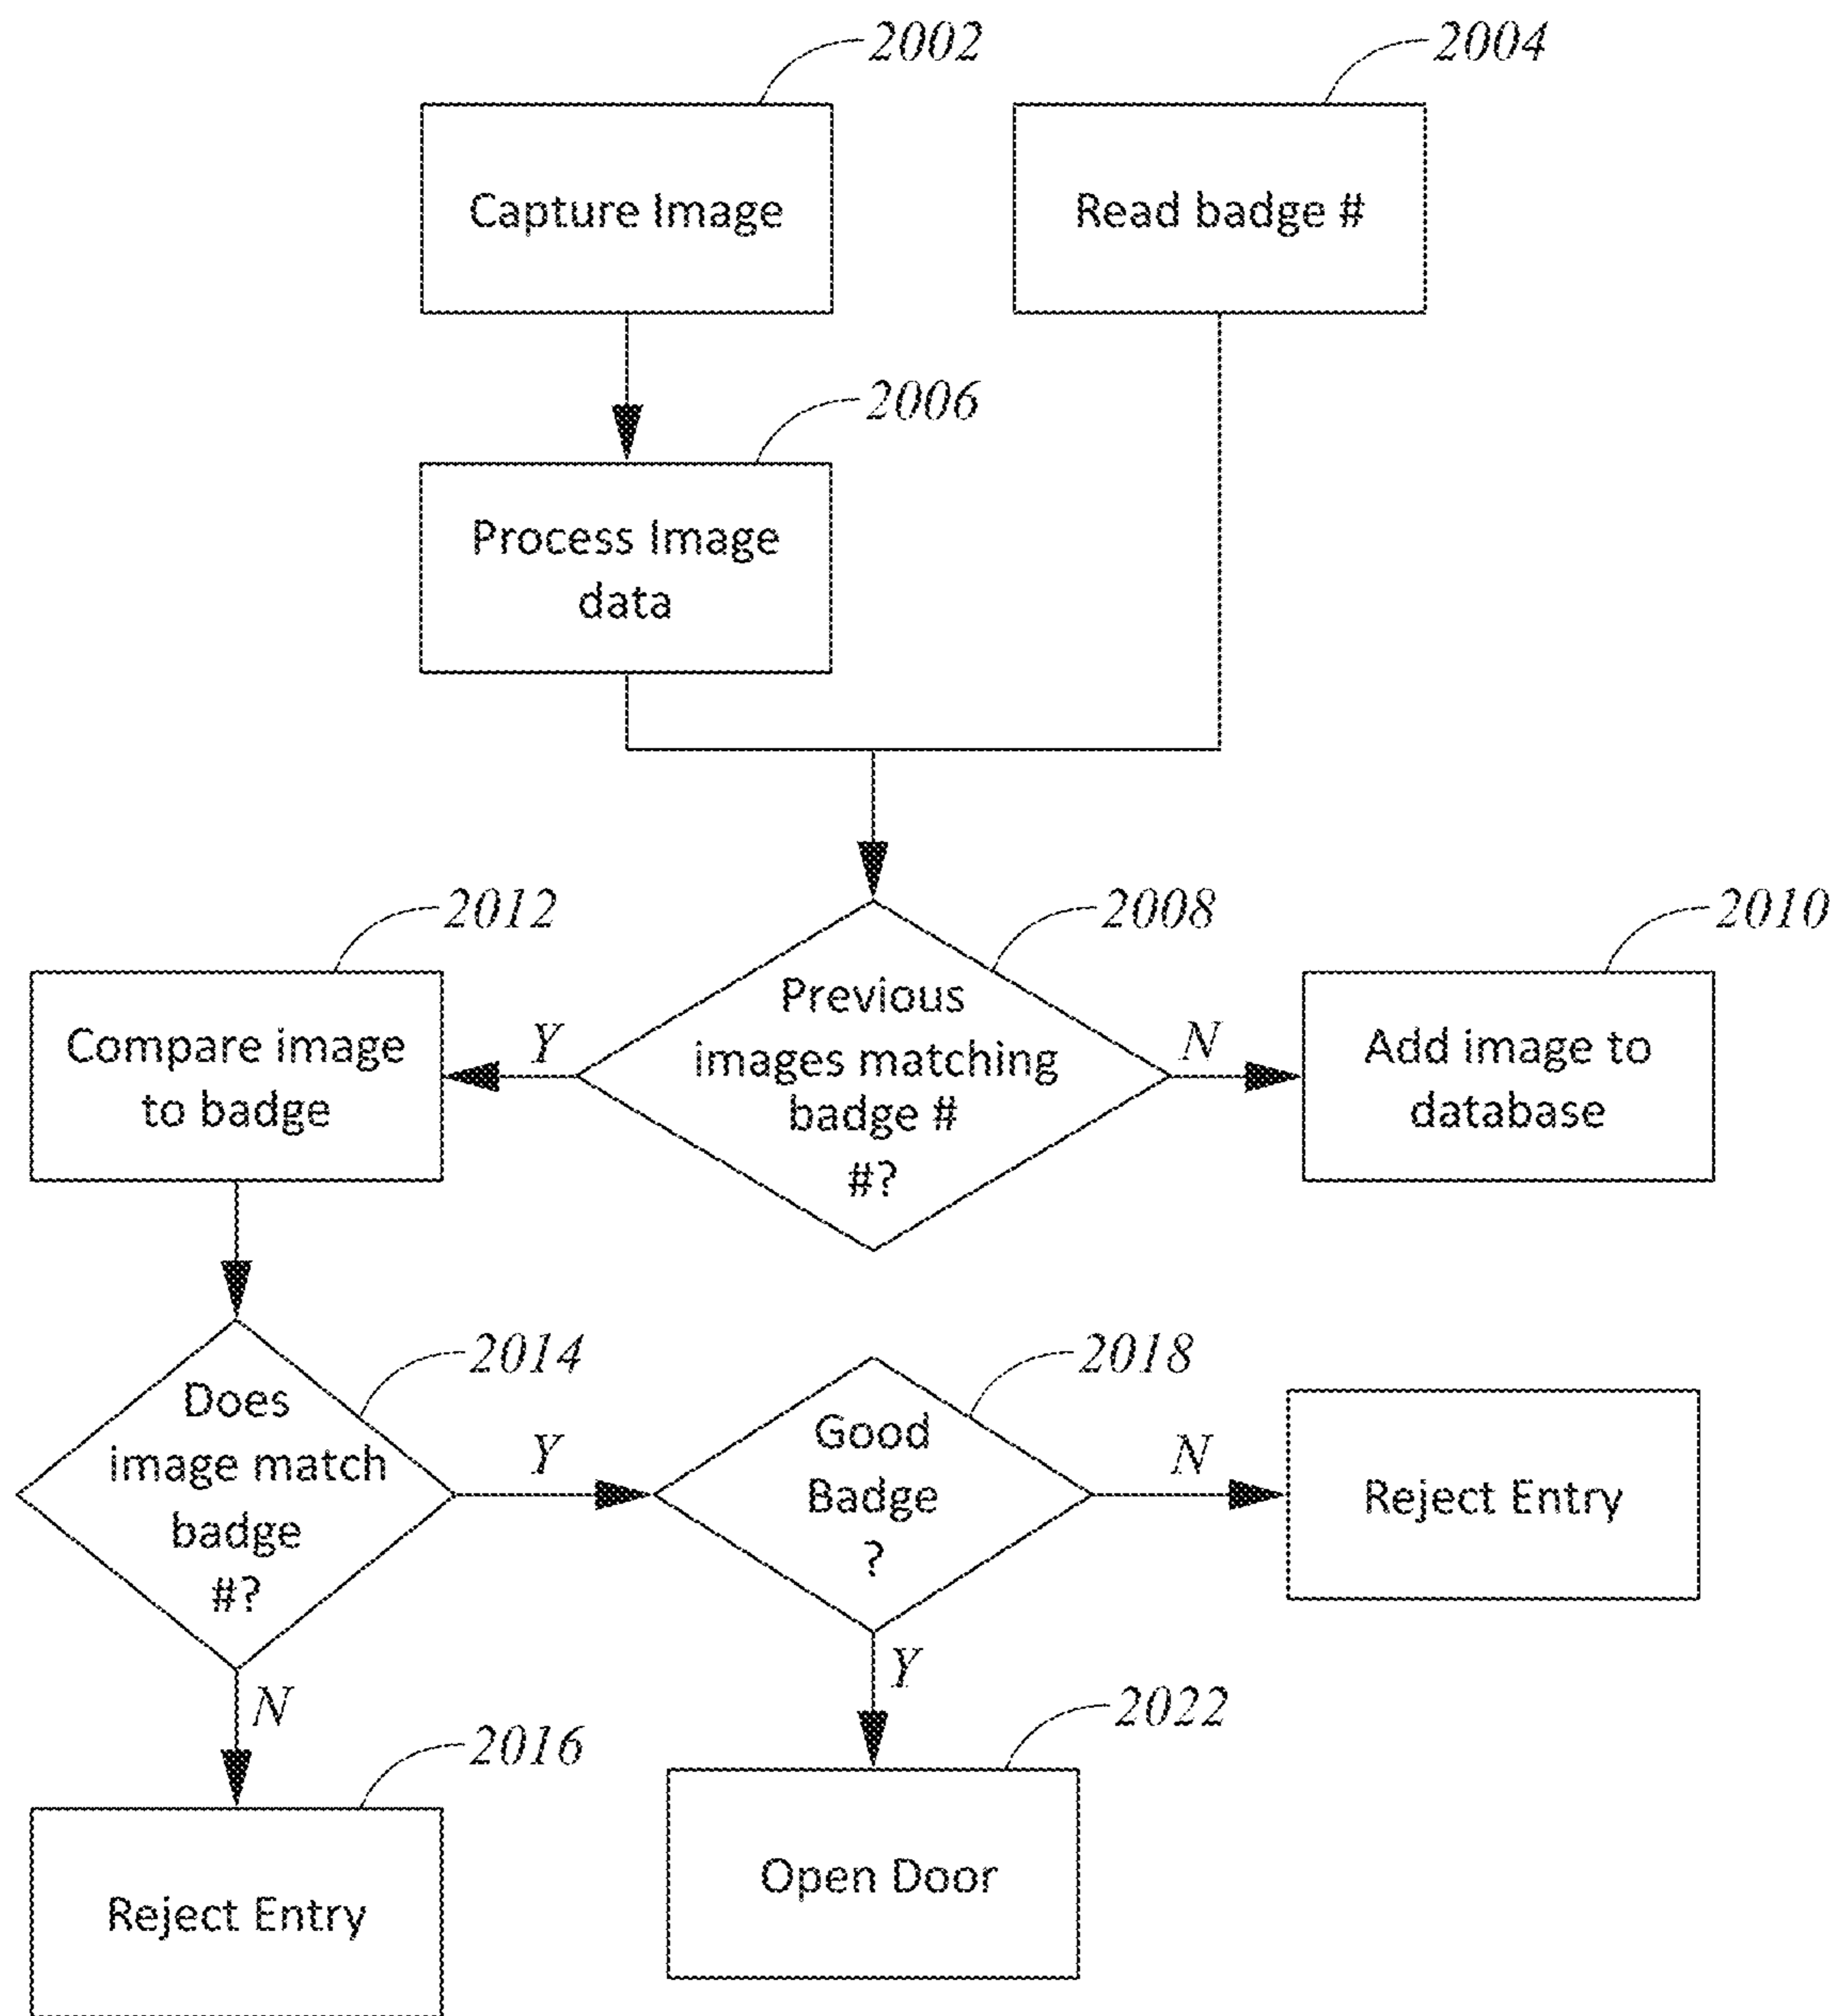 2002
2004
Capture Image
Read badge #
2006
Process Image
data
2012
2008
2010
Compare image
to badge
Y
Previous
images matching
badge #
#?
N
Add image to
database
2014
2018
Does
image match
badge
#?
Y
Good
Badge
?
N
Reject Entry
N
Y
2016
2022
Reject Entry
Open Door